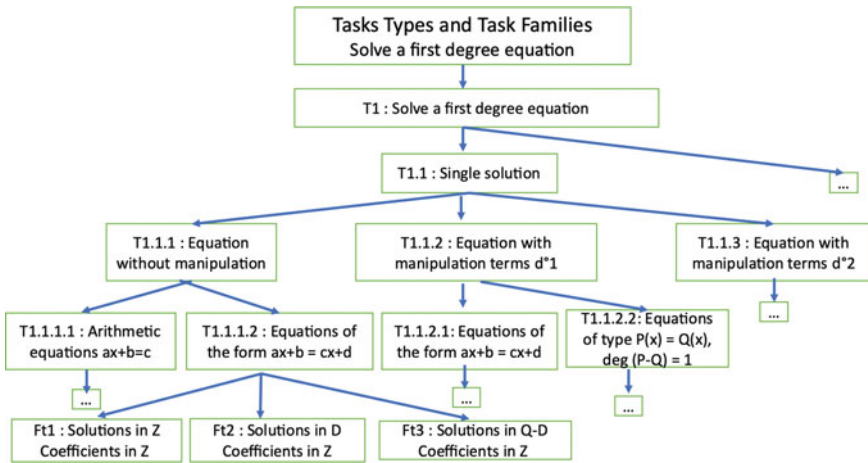 Tasks Types and Task Families
Solve a first degree equation
T1 : Solve a first degree equation
T1.1 : Single solution
...
T1.1.1 : Equation
without manipulation
T1.1.2 : Equation with
manipulation terms d°1
T1.1.3 : Equation with
manipulation terms d°2
...
T1.1.1.1 : Arithmetic
equations ax+b=c
T1.1.1.2 : Equations of
the form ax+b = cx+d
T1.1.2.1 : Equations of
the form ax+b = cx+d
T1.1.2.2: Equations
of type P(x) = Q(x),
deg (P-Q) = 1
...
...
...
Ft1 : Solutions in Z
Coefficients in Z
Ft2 : Solutions in D
Coefficients in Z
Ft3 : Solutions in Q-D
Coefficients in Z